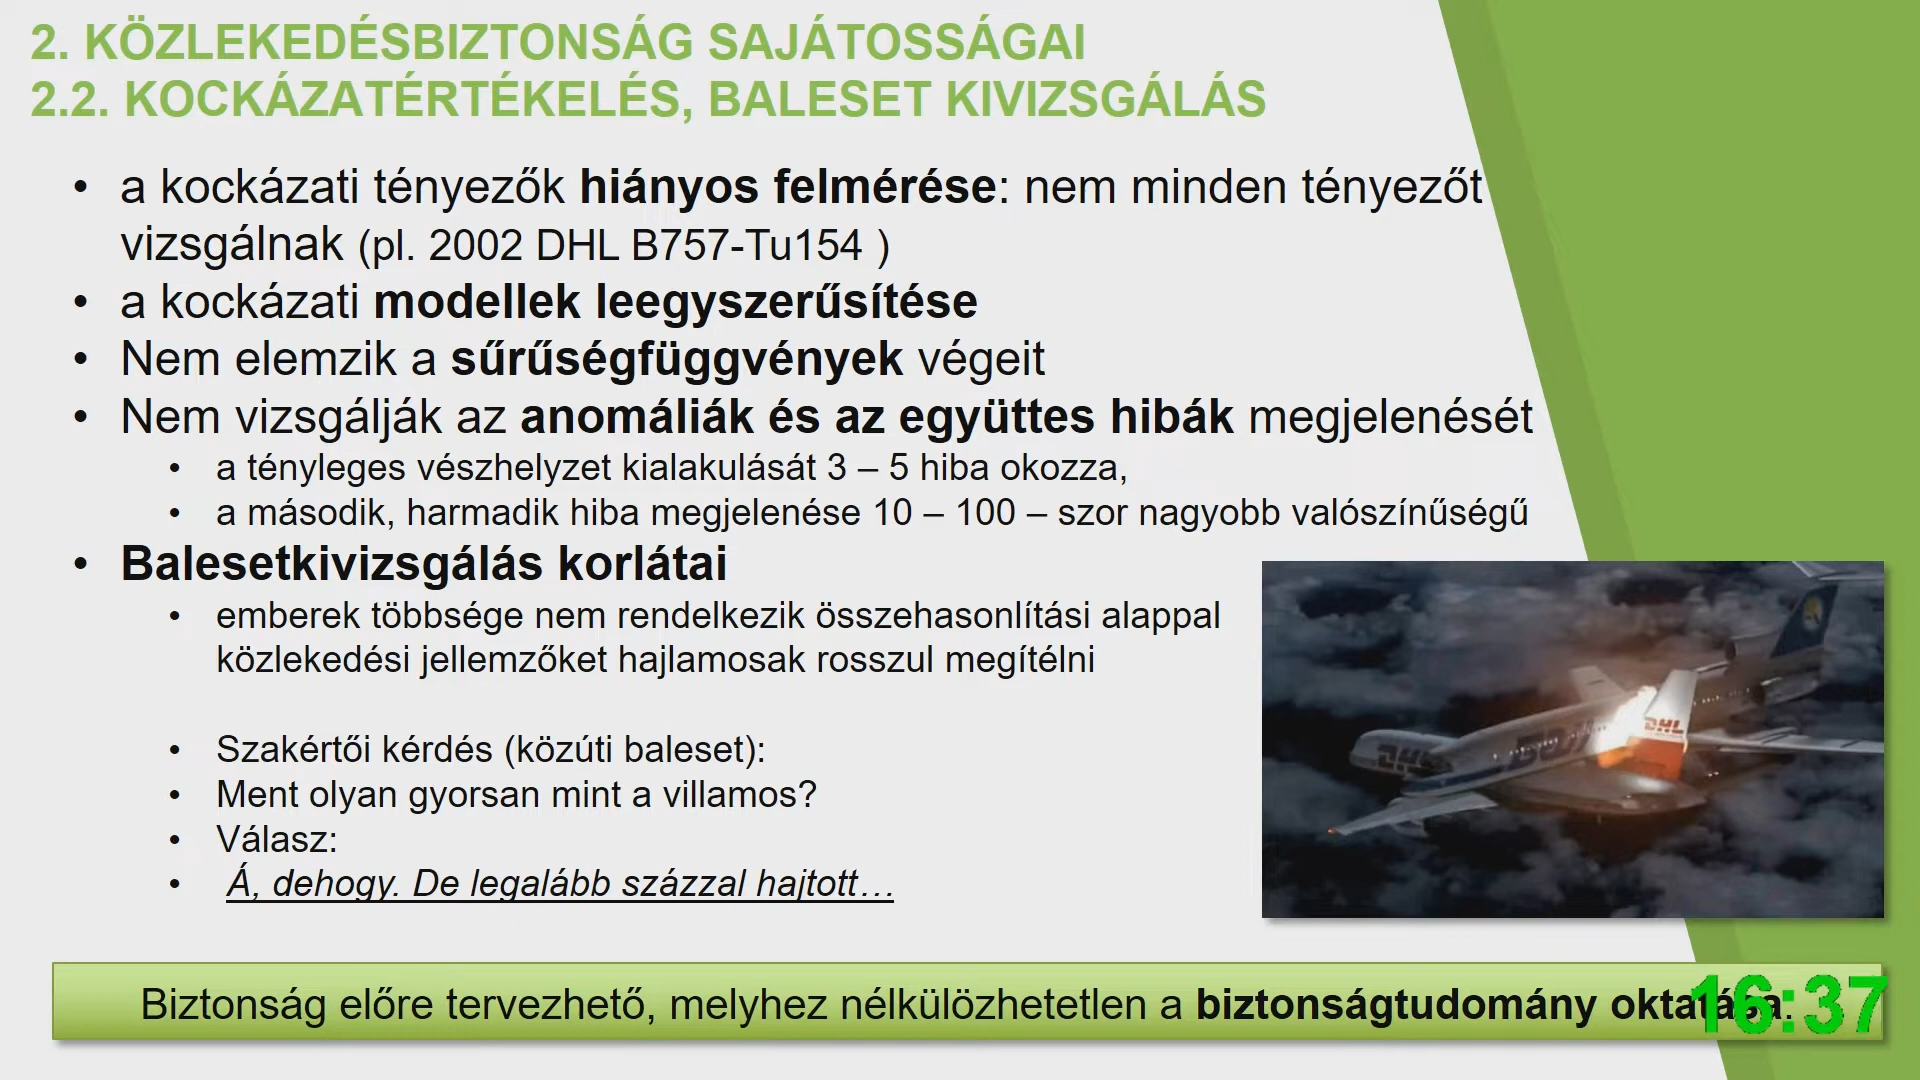 2. KÖZLEKEDÉSBIZTONSÁG SAJÁTOSSÁGAI
2.2. KOCKÁZATÉRTÉKELÉS, BALESET KIVIZSGÁLÁS
• a kockázati tényezők hiányos felmérése: nem minden tényezőt
vizsgálnak (pl. 2002 DHL B757-Tu154 )
• a kockázati modellek leegyszerűsítése
• Nem elemzik a sűrűségfüggvények végeit
• Nem vizsgálják az anomáliák és az együttes hibák megjelenését
• a tényleges vészhelyzet kialakulását 3 – 5 hiba okozza,
• a második, harmadik hiba megjelenése 10 – 100 – szor nagyobb valószínűségű
• Balesetkivizsgálás korlátai
• emberek többsége nem rendelkezik összehasonlítási alappal
közlekedési jellemzőket hajlamosak rosszul megítélni
• Szakértői kérdés (közúti baleset):
• Ment olyan gyorsan mint a villamos?
• Válasz:
• Á, dehogy. De legalább százzal hajtott…
DHL
DHL
Biztonság előre tervezhető, melyhez nélkülözhetetlen a biztonságtudomány oktatása.
16:37